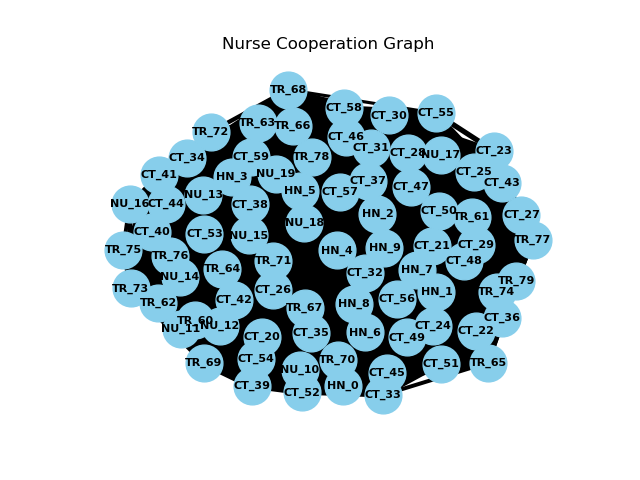 Nurse Cooperation Graph
TR_68
CT_58
CT_55
CT_30
TR_63
TR_66
TR_72
CT_46
CT_31
CT_28
NU_17
CT_23
CT_34
CT_59
TR_78
CT_25
CT_41
HN_3
NU_19
CT_37
CT_43
CT_47
HN_5
CT_57
NU_13
NU_16
CT_44
CT_38
HN_2
CT_50
TR_61
CT_27
NU_18
CT_40
CT_53
NU_15
TR_77
TR_75
HN_4
HN_9
CT_21
CT_29
TR_76
TR_71
CT_48
TR_64
CT_32
HN_7
NU_14
TR_79
TR_73
CT_26
HN_1
TR_74
CT_42
CT_56
TR_62
TR_67
HN_8
CT_36
TR_60
NU_11
NU_12
CT_24
CT_22
CT_35
HN_6
CT_20
CT_49
CT_54
TR_70
TR_69
CT_51
TR_65
NU_10
CT_45
CT_39
HN_0
CT_52
CT_33